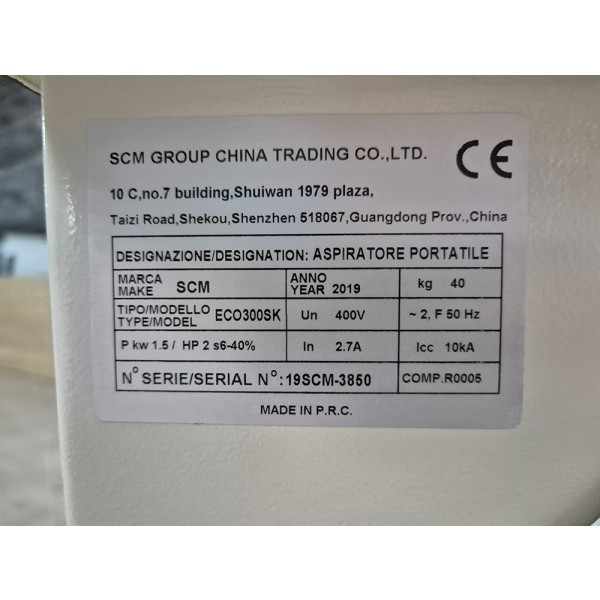 SCM GROUP CHINA TRADING CO.,LTD. CE
10 C,no.7 building,Shuiwan 1979 plaza,
Taizi Road,Shekou,Shenzhen 518067,Guangdong Prov.,China
DESIGNAZIONE/DESIGNATION: ASPIRATORE PORTATILE
MARCA
MAKE SCM
ANNO
YEAR 2019
kg 40
TIPO/MODELLO
TYPE/MODEL ECO300SK
Un 400V
~ 2, F 50 Hz
P kw 1.5 / HP 2 s6-40%
In 2.7A
Icc 10kA
N° SERIE/SERIAL N°:19SCM-3850
COMP.R0005
MADE IN P.R.C.